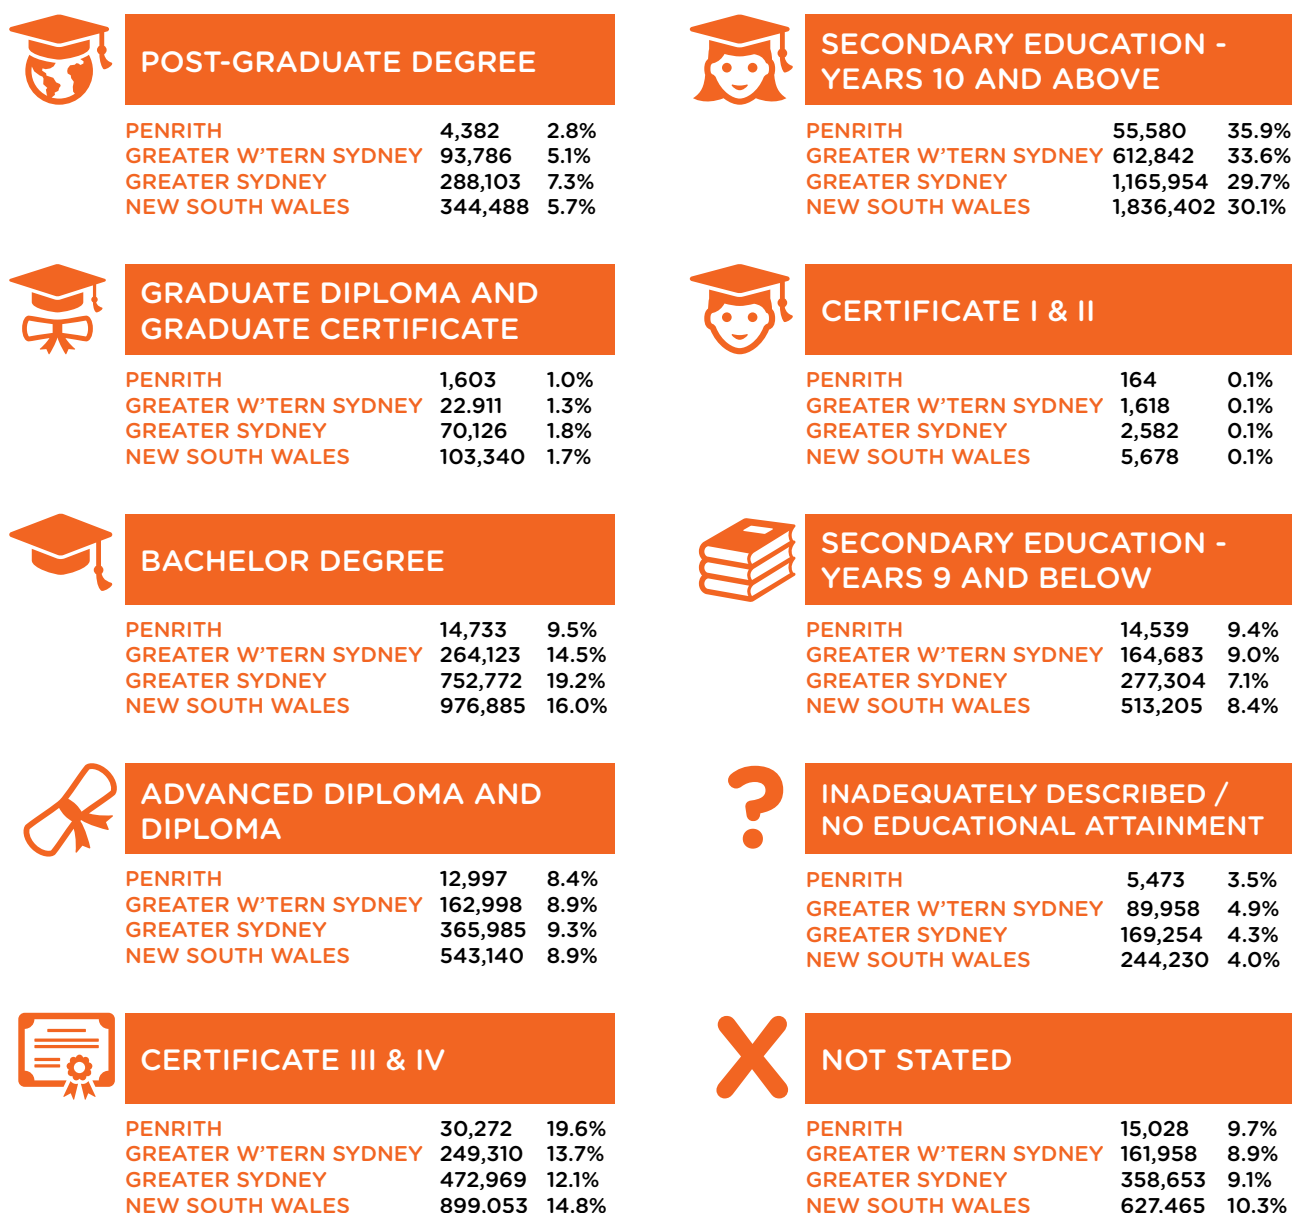 POST-GRADUATE DEGREE
PENRITH 4,382 2.8%
GREATER W'TERN SYDNEY 93,786 5.1%
GREATER SYDNEY 288,103 7.3%
NEW SOUTH WALES 344,488 5.7%
GRADUATE DIPLOMA AND
GRADUATE CERTIFICATE
PENRITH 1,603 1.0%
GREATER W'TERN SYDNEY 22.911 1.3%
GREATER SYDNEY 70,126 1.8%
NEW SOUTH WALES 103,340 1.7%
BACHELOR DEGREE
PENRITH 14,733 9.5%
GREATER W'TERN SYDNEY 264,123 14.5%
GREATER SYDNEY 752,772 19.2%
NEW SOUTH WALES 976,885 16.0%
ADVANCED DIPLOMA AND
DIPLOMA
PENRITH 12,997 8.4%
GREATER W'TERN SYDNEY 162,998 8.9%
GREATER SYDNEY 365,985 9.3%
NEW SOUTH WALES 543,140 8.9%
CERTIFICATE III & IV
PENRITH 30,272 19.6%
GREATER W'TERN SYDNEY 249,310 13.7%
GREATER SYDNEY 472,969 12.1%
NEW SOUTH WALES 899,053 14.8%
SECONDARY EDUCATION -
YEARS 10 AND ABOVE
PENRITH 55,580 35.9%
GREATER W'TERN SYDNEY 612,842 33.6%
GREATER SYDNEY 1,165,954 29.7%
NEW SOUTH WALES 1,836,402 30.1%
CERTIFICATE I & II
PENRITH 164 0.1%
GREATER W'TERN SYDNEY 1,618 0.1%
GREATER SYDNEY 2,582 0.1%
NEW SOUTH WALES 5,678 0.1%
SECONDARY EDUCATION -
YEARS 9 AND BELOW
PENRITH 14,539 9.4%
GREATER W'TERN SYDNEY 164,683 9.0%
GREATER SYDNEY 277,304 7.1%
NEW SOUTH WALES 513,205 8.4%
?
INADEQUATELY DESCRIBED /
NO EDUCATIONAL ATTAINMENT
PENRITH 5,473 3.5%
GREATER W'TERN SYDNEY 89,958 4.9%
GREATER SYDNEY 169,254 4.3%
NEW SOUTH WALES 244,230 4.0%
X
NOT STATED
PENRITH 15,028 9.7%
GREATER W'TERN SYDNEY 161,958 8.9%
GREATER SYDNEY 358,653 9.1%
NEW SOUTH WALES 627,465 10.3%